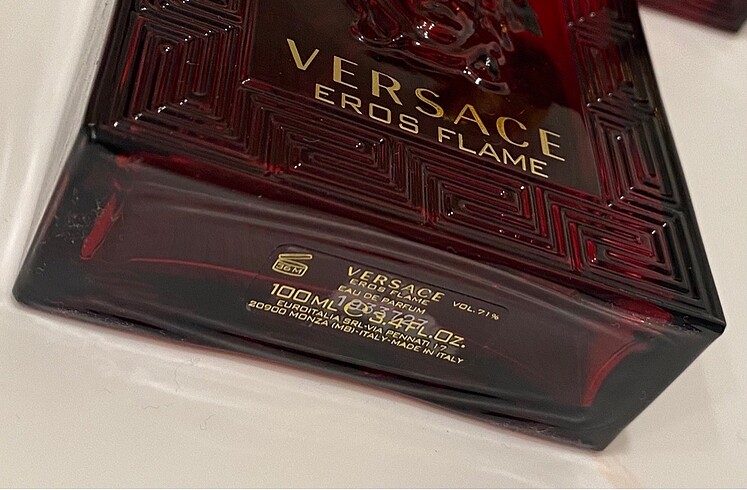 VERSACE
EROS FLAME
36M
VERSACE
EROS FLAME
EAU DE PARFUM VOL.71%
100ML ℮ 3.4FL.OZ.
EUROITALIA SRL·VIA PENNATI 17
20900 MONZA (MB)·ITALY·MADE IN ITALY